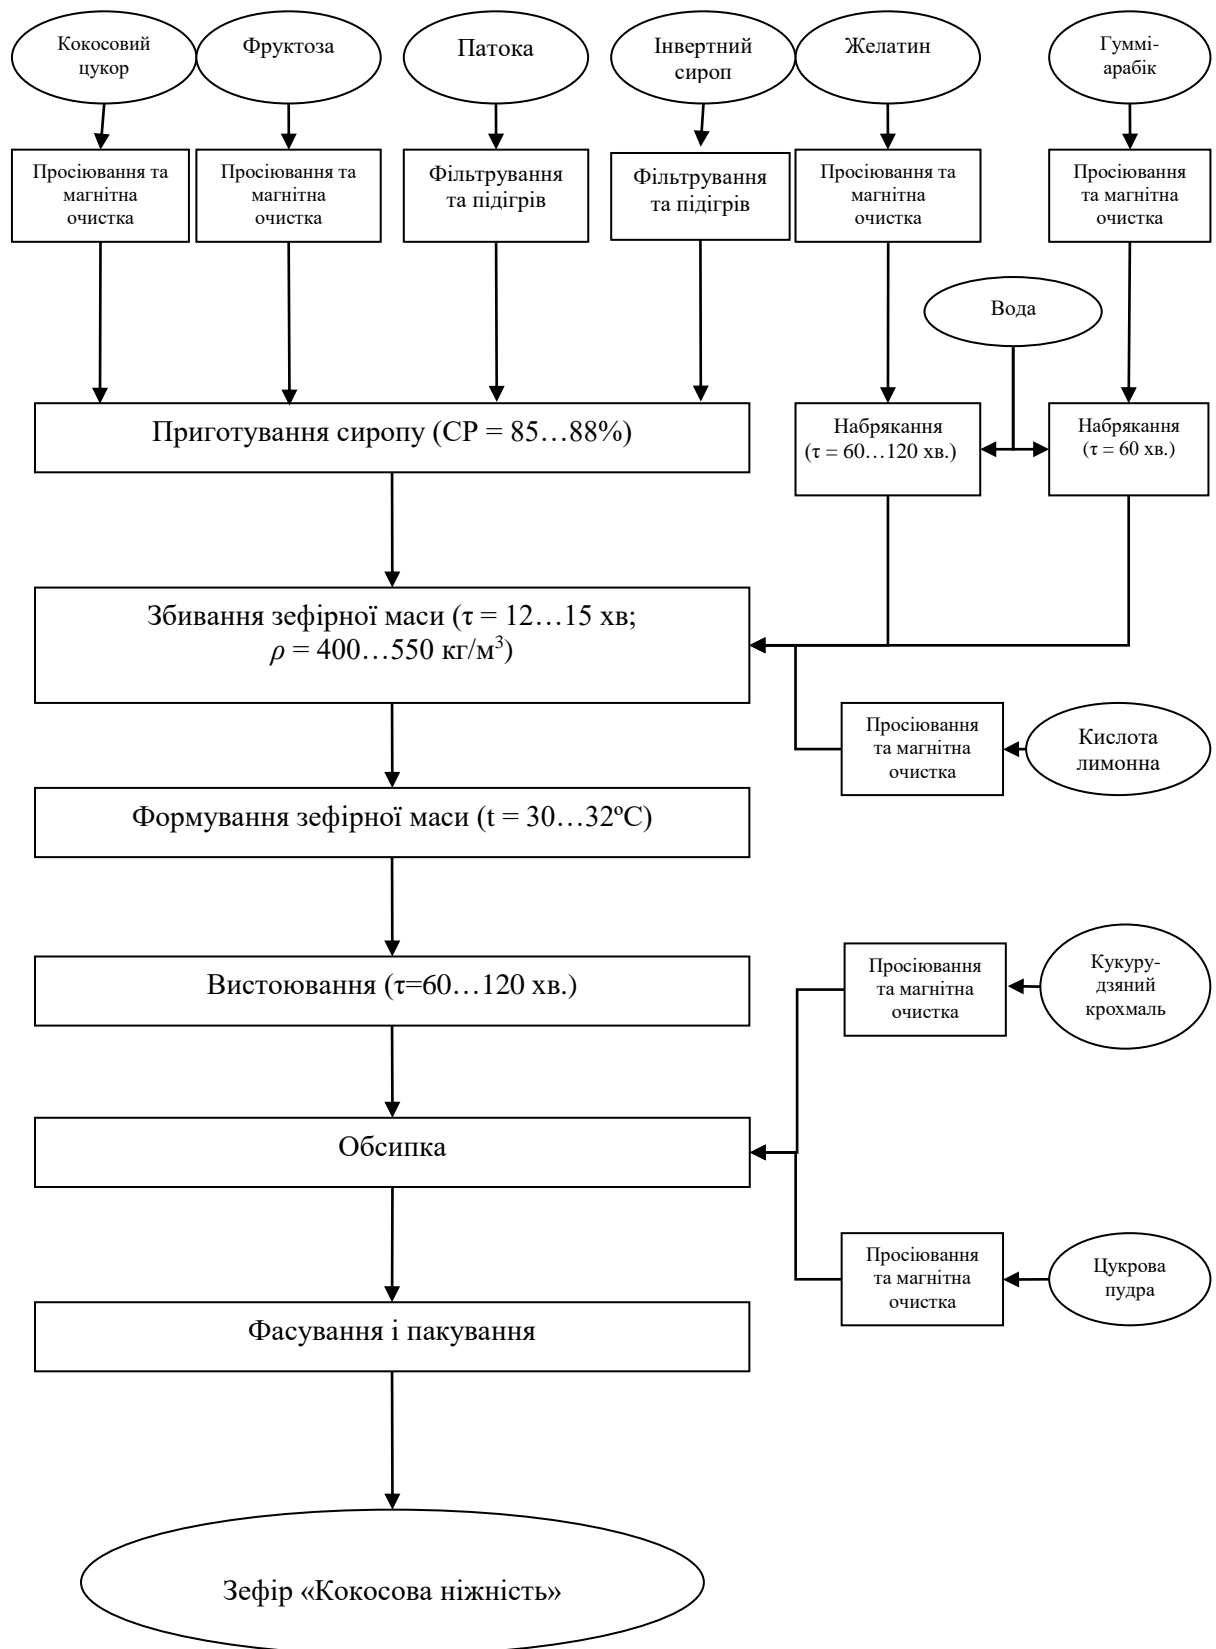 Кокосовий
цукор
Фруктоза
Патока
Інвертний
сироп
Желатин
Гуммі-
арабік
Просіювання та
магнітна
очистка
Просіювання та
магнітна
очистка
Фільтрування
та підігрів
Фільтрування
та підігрів
Просіювання та
магнітна
очистка
Просіювання та
магнітна
очистка
Вода
Приготування сиропу (СР = 85…88%)
Набрякання
(τ = 60…120 хв.)
Набрякання
(τ = 60 хв.)
Збивання зефірної маси (τ = 12…15 хв;
ρ = 400…550 кг/м³)
Просіювання
та магнітна
очистка
Кислота
лимонна
Формування зефірної маси (t = 30…32ºС)
Вистоювання (τ=60…120 хв.)
Просіювання
та магнітна
очистка
Кукуру-
дзяний
крохмаль
Обсипка
Просіювання
та магнітна
очистка
Цукрова
пудра
Фасування і пакування
Зефір «Кокосова ніжність»